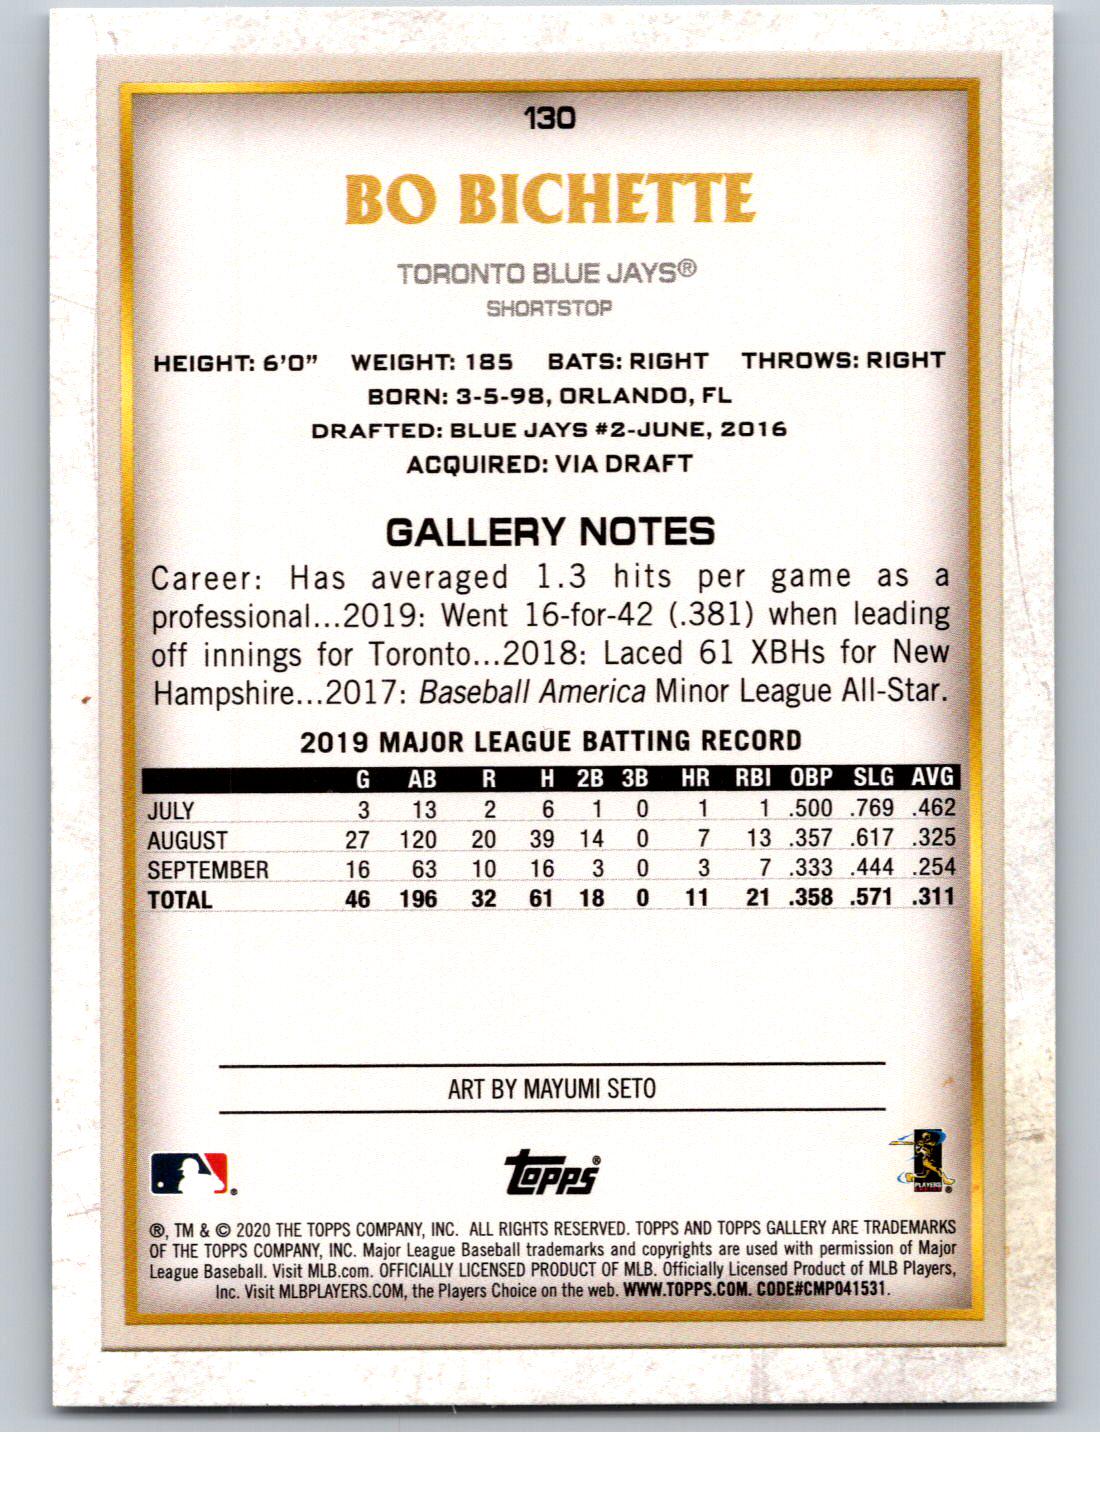 130
BO BICHETTE
TORONTO BLUE JAYS®
SHORTSTOP
HEIGHT: 6'0" WEIGHT: 185 BATS: RIGHT THROWS: RIGHT
BORN: 3-5-98, ORLANDO, FL
DRAFTED: BLUE JAYS #2-JUNE, 2016
ACQUIRED: VIA DRAFT
GALLERY NOTES
Career: Has averaged 1.3 hits per game as a
professional...2019: Went 16-for-42 (.381) when leading
off innings for Toronto...2018: Laced 61 XBHs for New
Hampshire...2017: Baseball America Minor League All-Star.
2019 MAJOR LEAGUE BATTING RECORD
G AB R H 2B 3B HR RBI OBP SLG AVG
JULY 3 13 2 6 1 0 1 1 .500 .769 .462
AUGUST 27 120 20 39 14 0 7 13 .357 .617 .325
SEPTEMBER 16 63 10 16 3 0 3 7 .333 .444 .254
TOTAL 46 196 32 61 18 0 11 21 .358 .571 .311
ART BY MAYUMI SETO
®
Topps®
PLAYERS
®
®, TM & © 2020 THE TOPPS COMPANY, INC. ALL RIGHTS RESERVED. TOPPS AND TOPPS GALLERY ARE TRADEMARKS
OF THE TOPPS COMPANY, INC. Major League Baseball trademarks and copyrights are used with permission of Major
League Baseball. Visit MLB.com. OFFICIALLY LICENSED PRODUCT OF MLB. Officially Licensed Product of MLB Players,
Inc. Visit MLBPLAYERS.COM, the Players Choice on the web. WWW.TOPPS.COM. CODE#CMP041531.